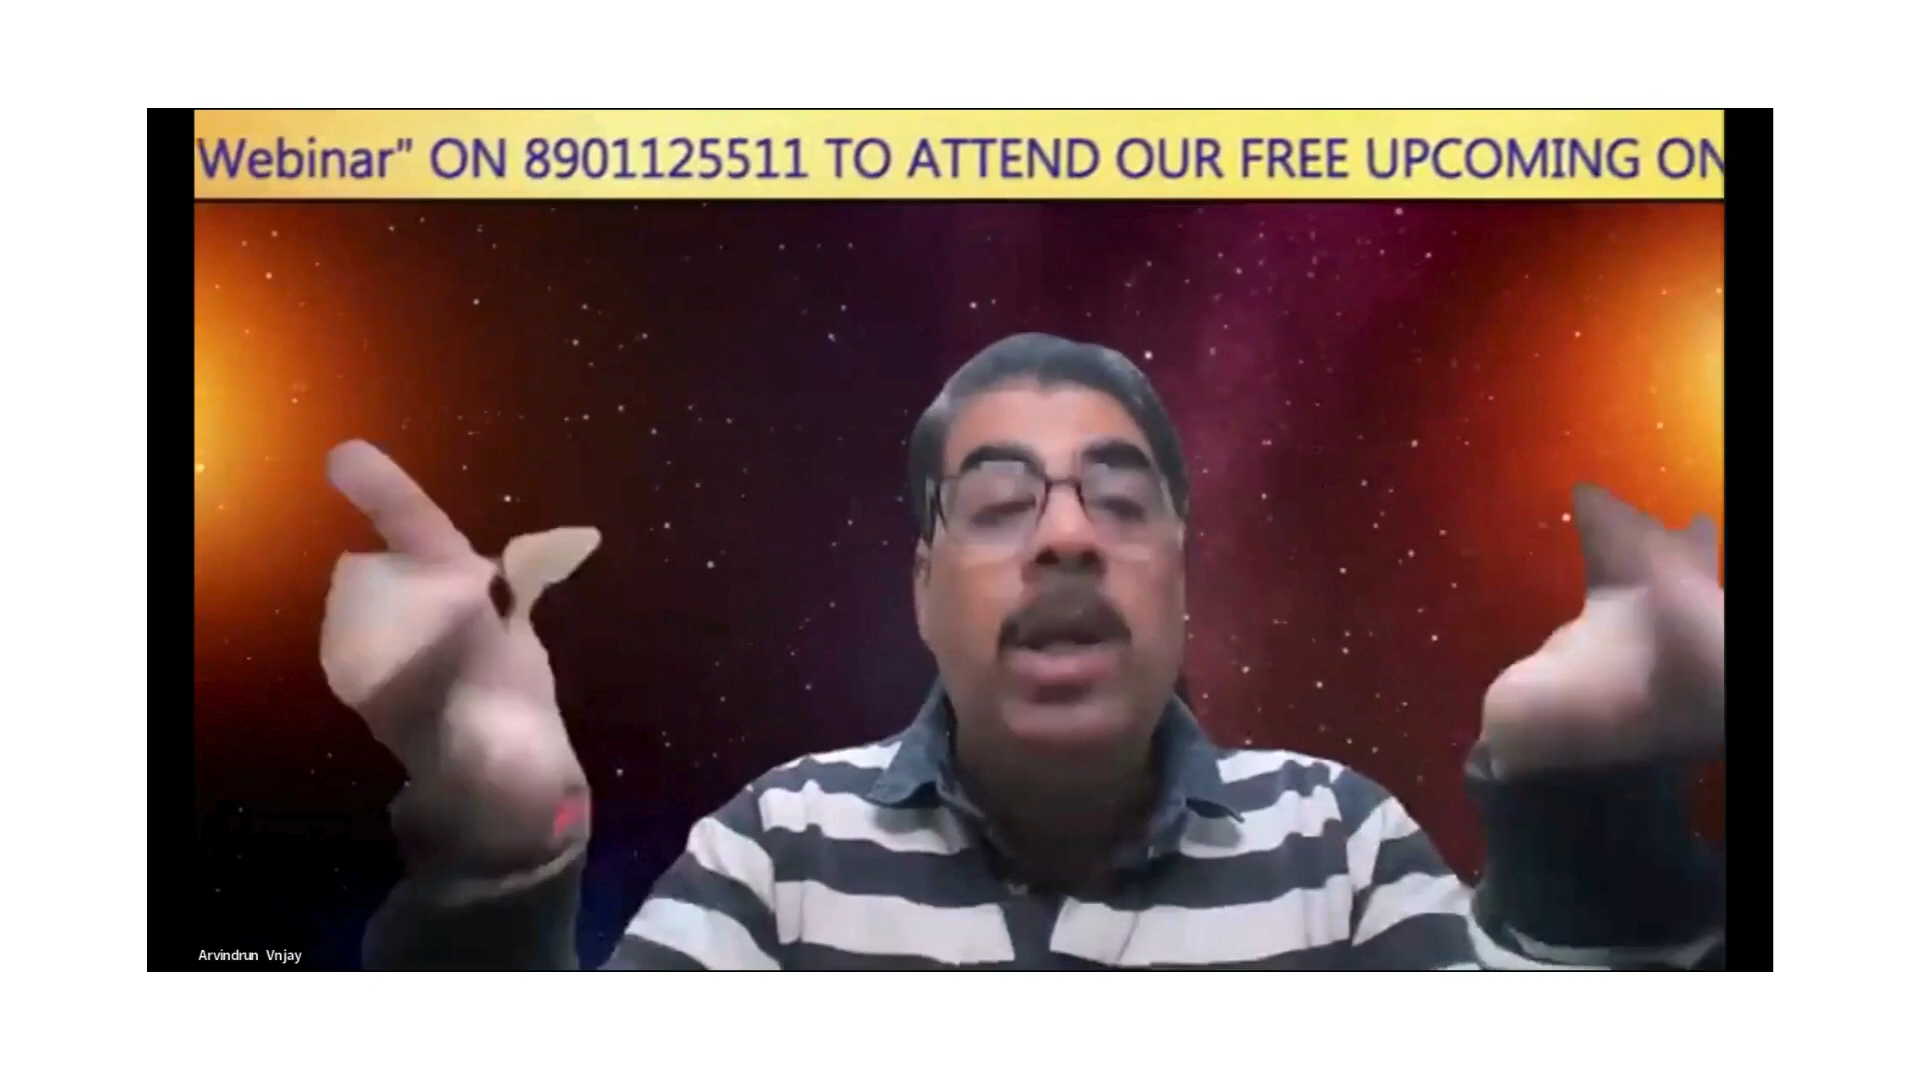 Webinar" ON 8901125511 TO ATTEND OUR FREE UPCOMING ON
Arvindrun Vnjay